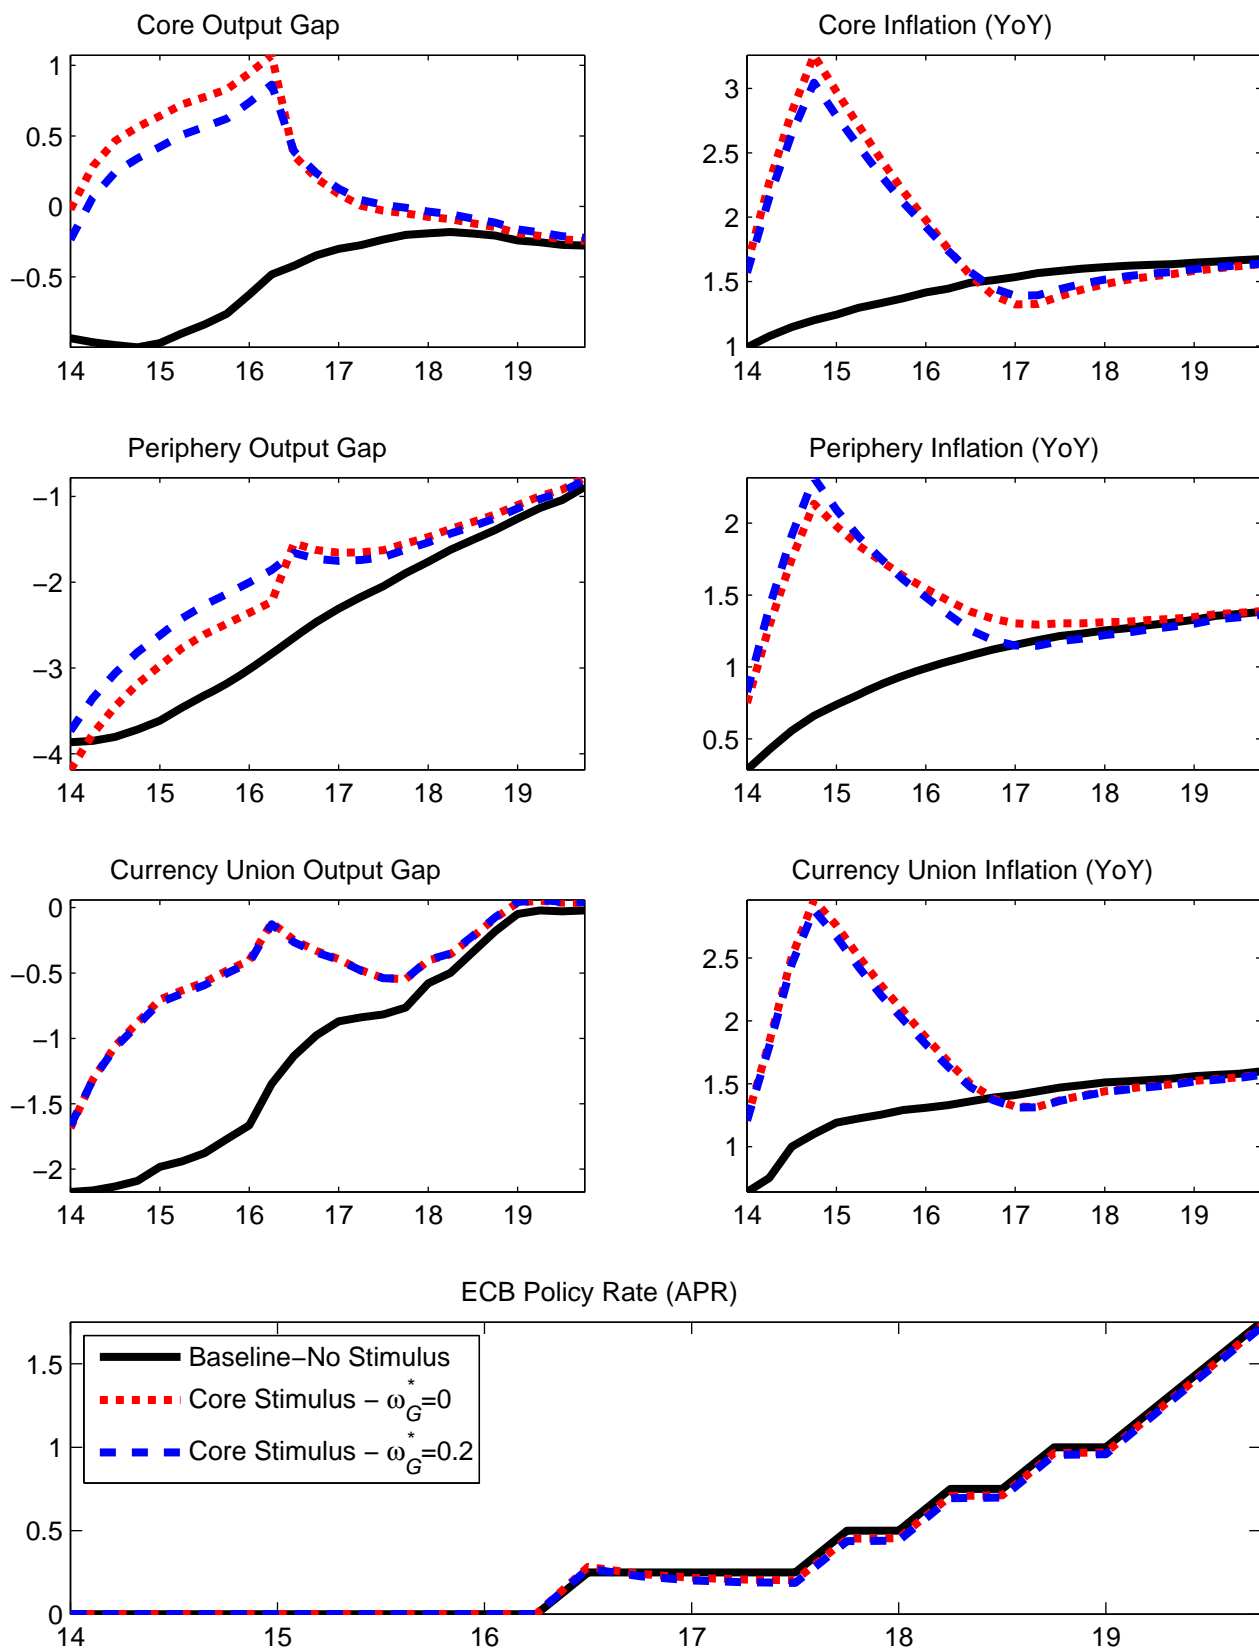 Core Output Gap
1
0.5
0
−0.5
14 15 16 17 18 19
Core Inflation (YoY)
3
2.5
2
1.5
1
14 15 16 17 18 19
Periphery Output Gap
−1
−2
−3
−4
14 15 16 17 18 19
Periphery Inflation (YoY)
2
1.5
1
0.5
14 15 16 17 18 19
Currency Union Output Gap
0
−0.5
−1
−1.5
−2
14 15 16 17 18 19
Currency Union Inflation (YoY)
2.5
2
1.5
1
14 15 16 17 18 19
ECB Policy Rate (APR)
1.5
1
0.5
0
Baseline−No Stimulus
Core Stimulus − ω*G=0
Core Stimulus − ω*G=0.2
14 15 16 17 18 19